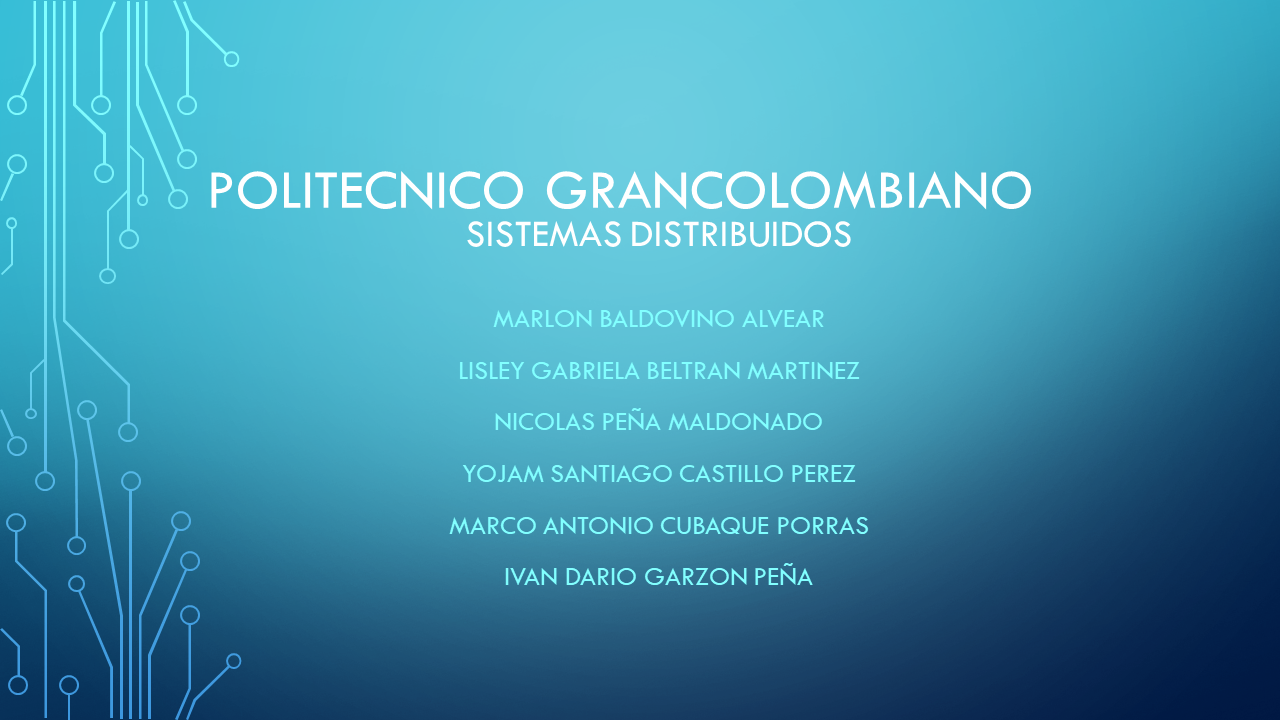 POLITECNICO GRANCOLOMBIANO
SISTEMAS DISTRIBUIDOS
MARLON BALDOVINO ALVEAR
LISLEY GABRIELA BELTRAN MARTINEZ
NICOLAS PEÑA MALDONADO
YOJAM SANTIAGO CASTILLO PEREZ
MARCO ANTONIO CUBAQUE PORRAS
IVAN DARIO GARZON PEÑA